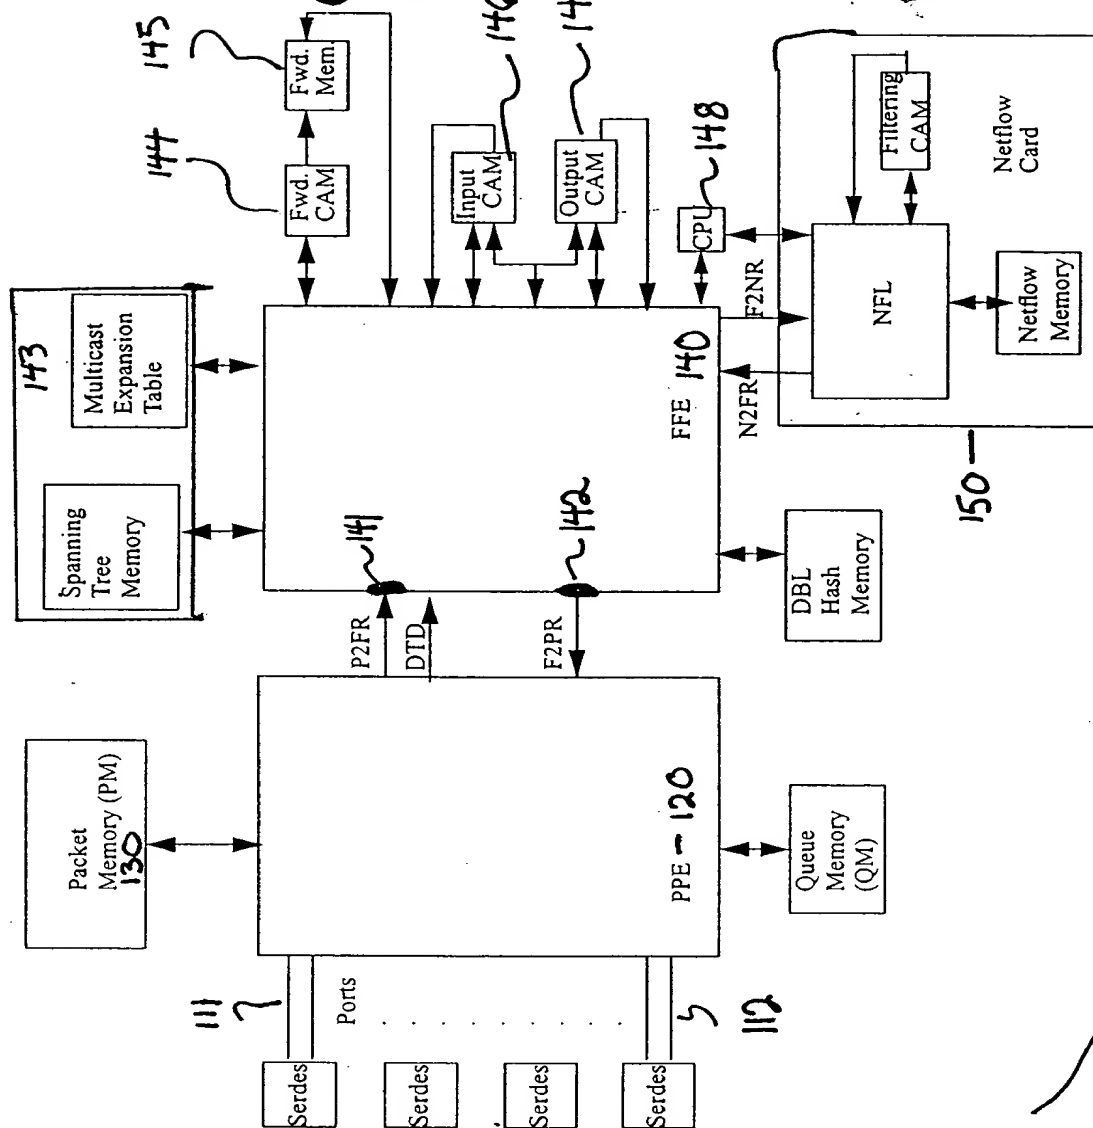 145
Fwd.
Mem.
144
Fwd.
CAM
146
Input
CAM
Output
CAM
148
CPU
Filtering
CAM
Netflow
Card
NFL
Netflow
Memory
F2NR
N2FR
150
143
Multicast
Expansion
Table
Spanning
Tree
Memory
FFE 140
141
142
P2FR
DTD
F2PR
DBL
Hash
Memory
Packet
Memory (PM)
130
PPE - 120
Queue
Memory
(QM)
111
Ports
112
Serdes
Serdes
Serdes
Serdes